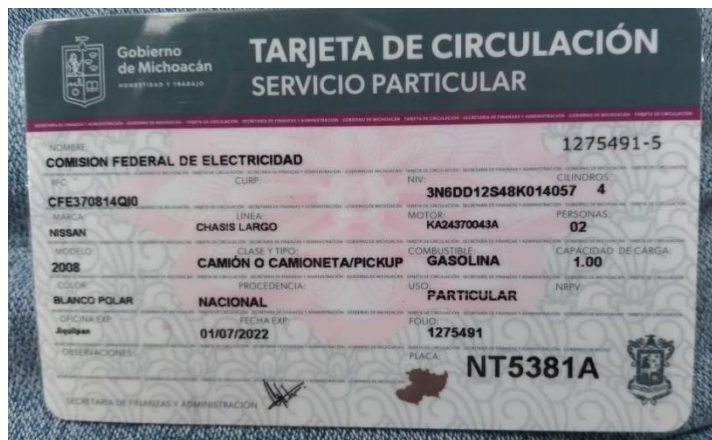 Gobierno
de Michoacán
HONESTIDAD Y TRABAJO
TARJETA DE CIRCULACIÓN
SERVICIO PARTICULAR
1275491-5
NOMBRE:
COMISION FEDERAL DE ELECTRICIDAD
RFC: CURP: NIV: CILINDROS:
CFE370814QI0 3N6DD12S48K014057 4
MARCA: LÍNEA: MOTOR: PERSONAS:
NISSAN CHASIS LARGO KA24370043A 02
MODELO: CLASE Y TIPO: COMBUSTIBLE: CAPACIDAD DE CARGA:
2008 CAMIÓN O CAMIONETA/PICKUP GASOLINA 1.00
COLOR: PROCEDENCIA: USO: NRPV:
BLANCO POLAR NACIONAL PARTICULAR
OFICINA EXP: FECHA EXP: FOLIO:
Jiquilpan 01/07/2022 1275491
OBSERVACIONES: PLACA:
NT5381A
SECRETARÍA DE FINANZAS Y ADMINISTRACIÓN